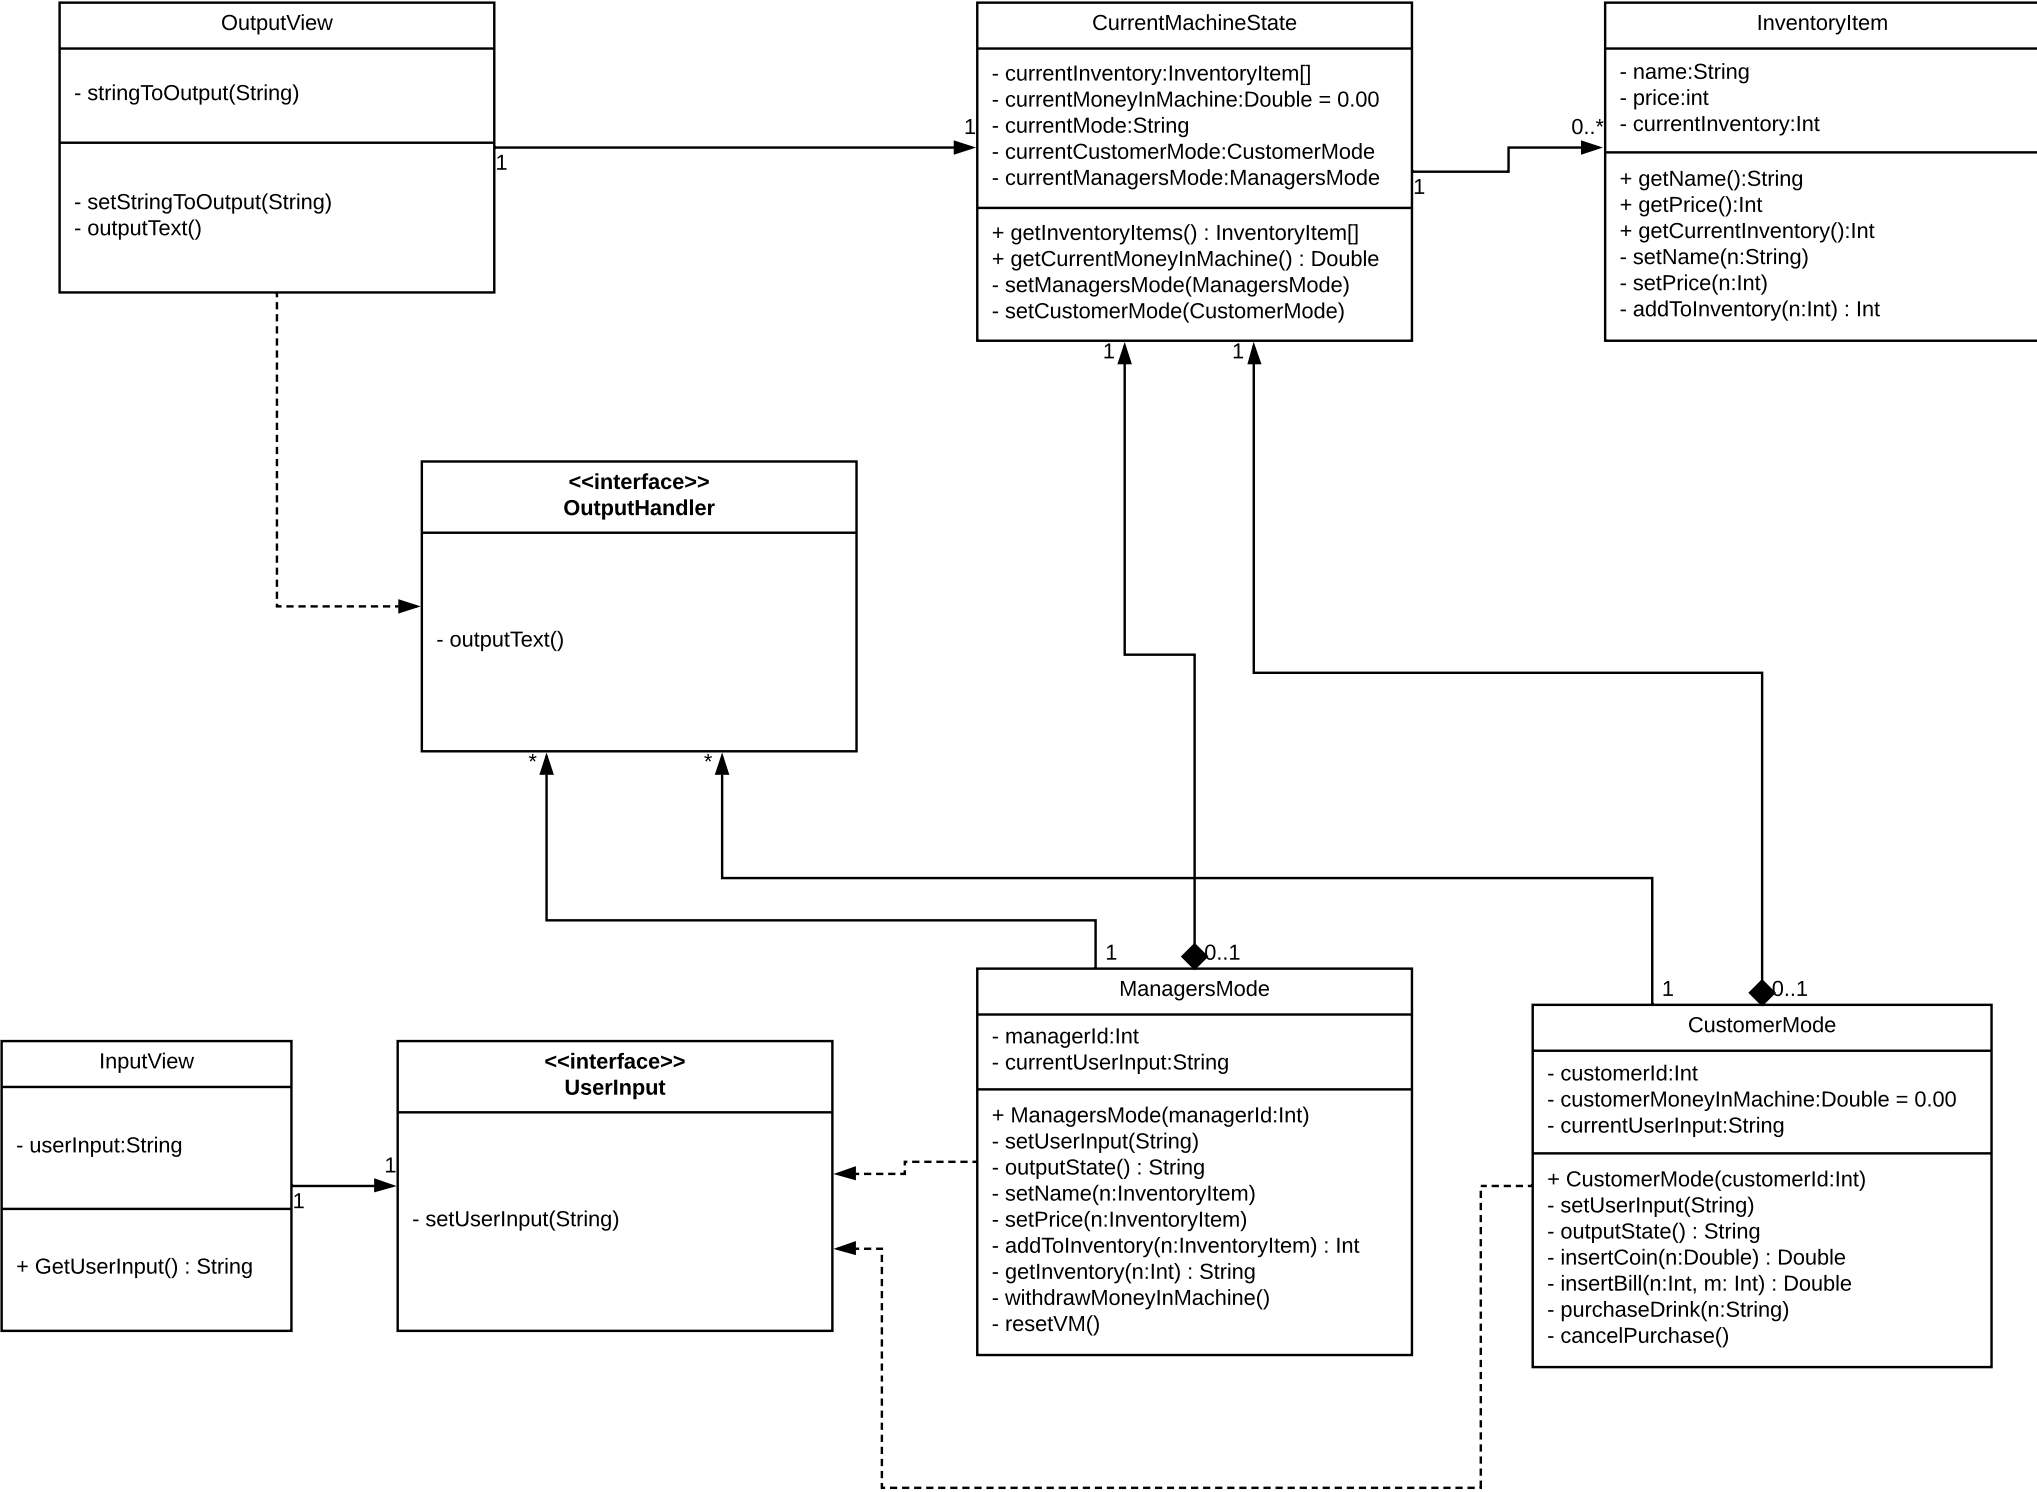 OutputView
- stringToOutput(String)
- setStringToOutput(String)
- outputText()
1
1
CurrentMachineState
- currentInventory:InventoryItem[]
- currentMoneyInMachine:Double = 0.00
- currentMode:String
- currentCustomerMode:CustomerMode
- currentManagersMode:ManagersMode
+ getInventoryItems() : InventoryItem[]
+ getCurrentMoneyInMachine() : Double
- setManagersMode(ManagersMode)
- setCustomerMode(CustomerMode)
1
0..*
InventoryItem
- name:String
- price:int
- currentInventory:Int
+ getName():String
+ getPrice():Int
+ getCurrentInventory():Int
- setName(n:String)
- setPrice(n:Int)
- addToInventory(n:Int) : Int
1
1
<<interface>>
OutputHandler
- outputText()
*
*
1
0..1
1
0..1
InputView
- userInput:String
+ GetUserInput() : String
1
1
<<interface>>
UserInput
- setUserInput(String)
ManagersMode
- managerId:Int
- currentUserInput:String
+ ManagersMode(managerId:Int)
- setUserInput(String)
- outputState() : String
- setName(n:InventoryItem)
- setPrice(n:InventoryItem)
- addToInventory(n:InventoryItem) : Int
- getInventory(n:Int) : String
- withdrawMoneyInMachine()
- resetVM()
CustomerMode
- customerId:Int
- customerMoneyInMachine:Double = 0.00
- currentUserInput:String
+ CustomerMode(customerId:Int)
- setUserInput(String)
- outputState() : String
- insertCoin(n:Double) : Double
- insertBill(n:Int, m: Int) : Double
- purchaseDrink(n:String)
- cancelPurchase()